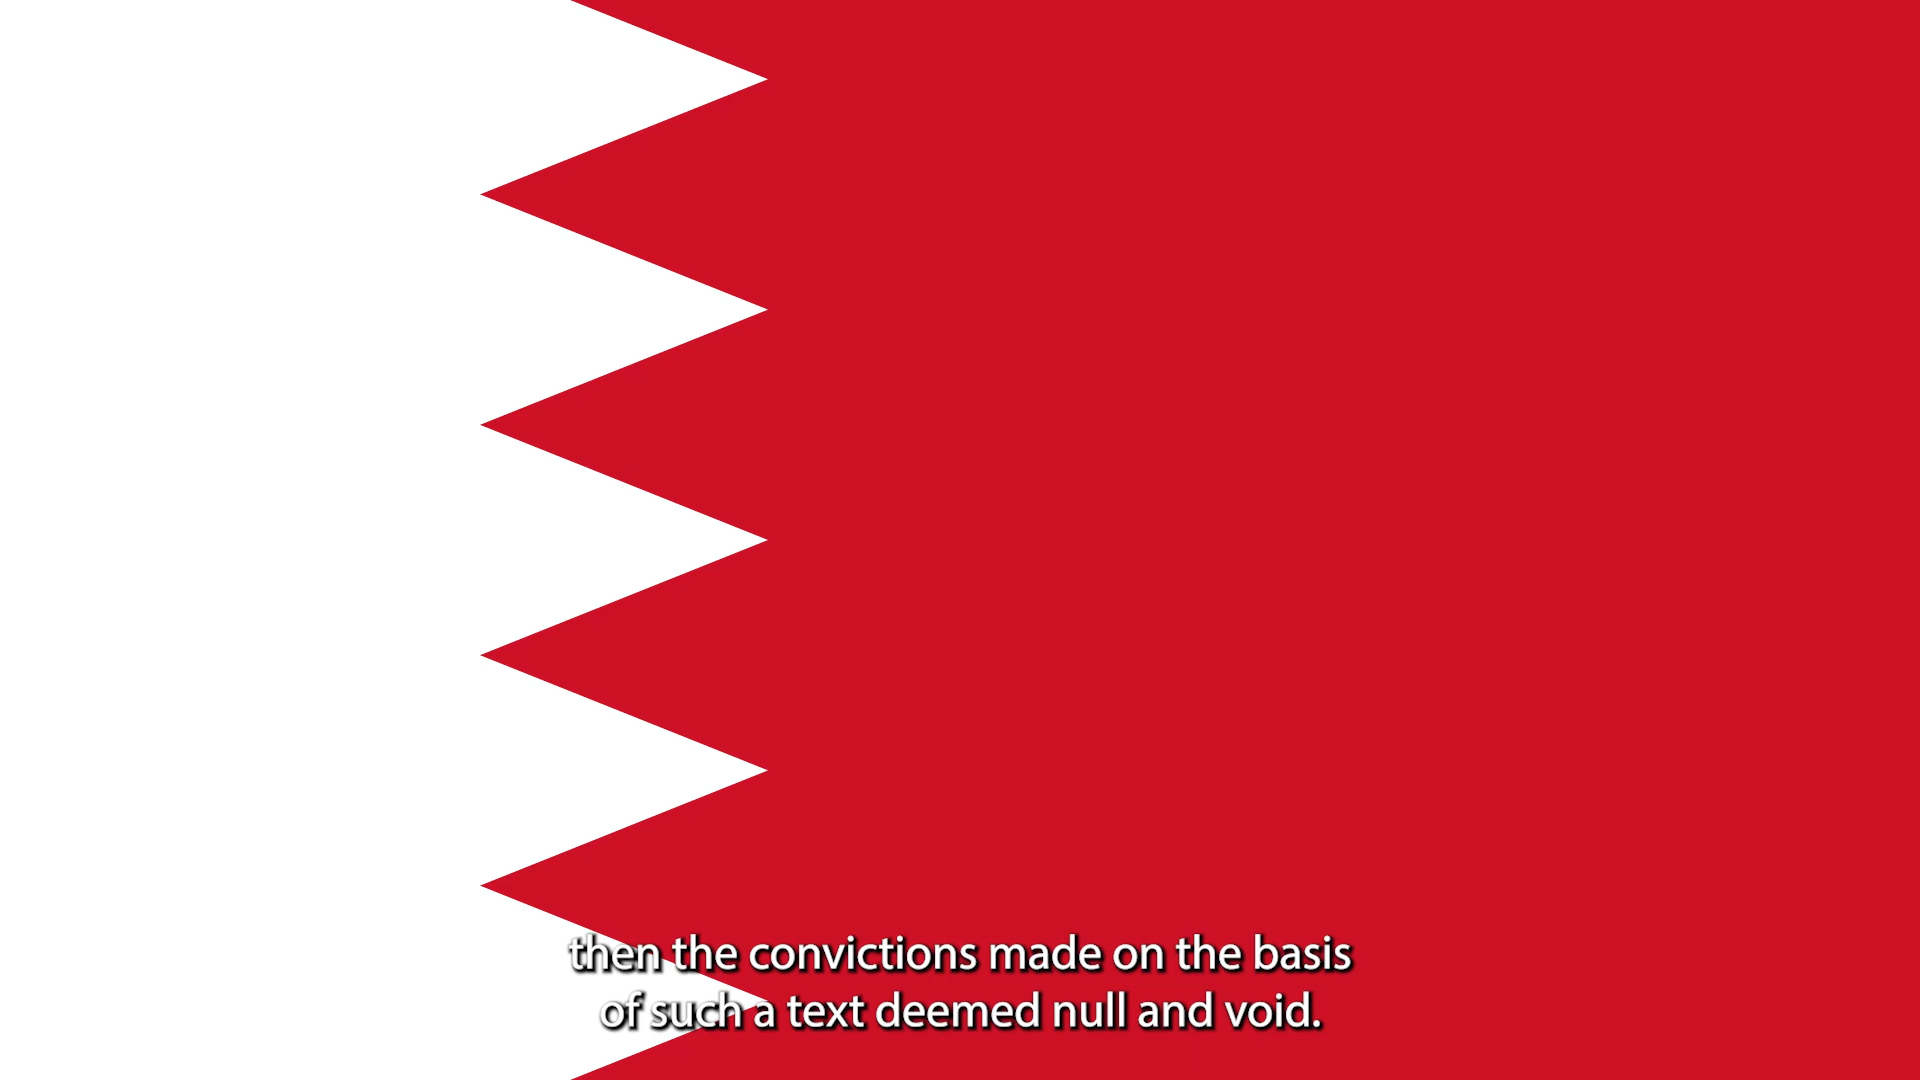 then the convictions made on the basis
of such a text deemed null and void.